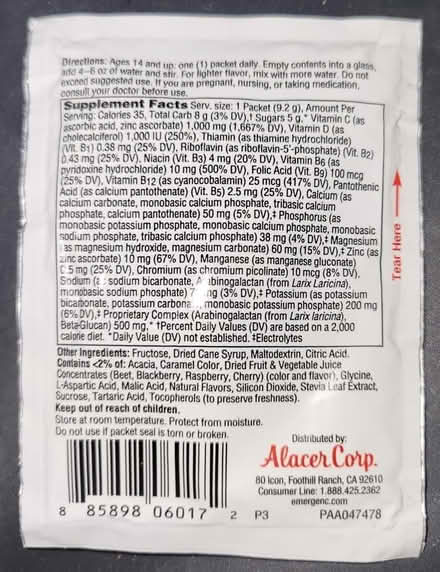 Directions: Ages 14 and up: one (1) packet daily. Empty contents into a glass,
add 4–6 oz of water and stir. For lighter flavor, mix with more water. Do not
exceed suggested use. If you are pregnant, nursing, or taking medication,
consult your doctor before use.
Supplement Facts Serv. size: 1 Packet (9.2 g), Amount Per
Serving: Calories 35, Total Carb 8 g (3% DV),† Sugars 5 g,* Vitamin C (as
ascorbic acid, zinc ascorbate) 1,000 mg (1,667% DV), Vitamin D (as
cholecalciferol) 1,000 IU (250%), Thiamin (as thiamine hydrochloride)
(Vit. B1) 0.38 mg (25% DV), Riboflavin (as riboflavin-5'-phosphate) (Vit. B2)
0.43 mg (25% DV), Niacin (Vit. B3) 4 mg (20% DV), Vitamin B6 (as
pyridoxine hydrochloride) 10 mg (500% DV), Folic Acid (Vit. B9) 100 mcg
(25% DV), Vitamin B12 (as cyanocobalamin) 25 mcg (417% DV), Pantothenic
Acid (as calcium pantothenate) (Vit. B5) 2.5 mg (25% DV), Calcium (as
calcium carbonate, monobasic calcium phosphate, tribasic calcium
phosphate, calcium pantothenate) 50 mg (5% DV),‡ Phosphorus (as
monobasic potassium phosphate, monobasic calcium phosphate, monobasic
sodium phosphate, tribasic calcium phosphate) 38 mg (4% DV),‡ Magnesium
(as magnesium hydroxide, magnesium carbonate) 60 mg (15% DV),‡ Zinc (as
zinc ascorbate) 10 mg (67% DV), Manganese (as manganese gluconate)
0.5 mg (25% DV), Chromium (as chromium picolinate) 10 mcg (8% DV),
Sodium (as sodium bicarbonate, Arabinogalactan (from Larix laricina),
monobasic sodium phosphate) mg (3% DV),‡ Potassium (as potassium
bicarbonate, potassium monobasic potassium phosphate) 200 mg
(6% DV),‡ Proprietary Complex (Arabinogalactan (from Larix laricina),
Beta-Glucan) 500 mg.* †Percent Daily Values (DV) are based on a 2,000
calorie diet. *Daily Value (DV) not established. ‡Electrolytes
Other Ingredients: Fructose, Dried Cane Syrup, Maltodextrin, Citric Acid.
Contains <2% of: Acacia, Caramel Color, Dried Fruit & Vegetable Juice
Concentrates (Beet, Blackberry, Raspberry, Cherry) (color and flavor), Glycine,
L-Aspartic Acid, Malic Acid, Natural Flavors, Silicon Dioxide, Stevia Leaf Extract,
Sucrose, Tartaric Acid, Tocopherols (to preserve freshness).
Keep out of reach of children.
Store at room temperature. Protect from moisture.
Do not use if packet seal is torn or broken.
Tear Here
Distributed by:
Alacer Corp.
80 Icon, Foothill Ranch, CA 92610
Consumer Line: 1.888.425.2362
emergenc.com
8 85898 06017 2 P3 PAA047478